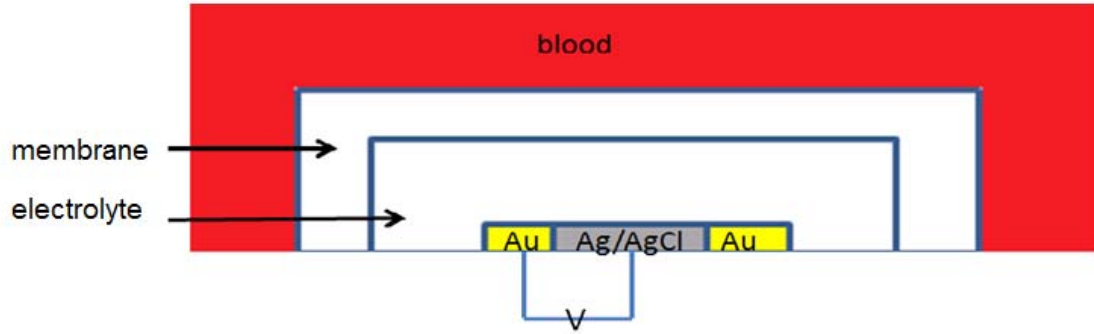 blood
membrane
electrolyte
Au Ag/AgCl Au
V